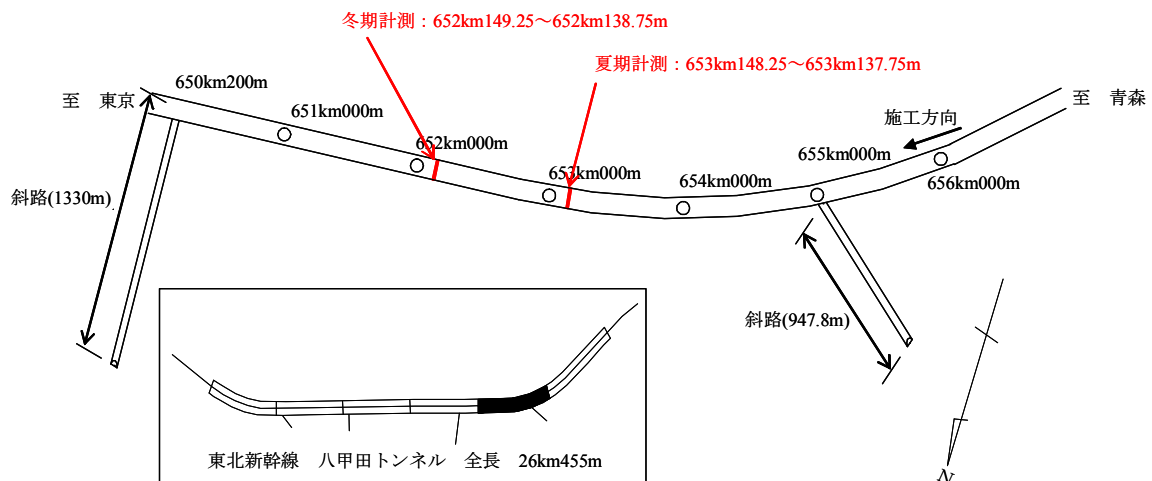 冬期計測：652km149.25～652km138.75m
夏期計測：653km148.25～653km137.75m
650km200m
至　東京
651km000m
652km000m
653km000m
654km000m
655km000m
656km000m
施工方向
至　青森
斜路(1330m)
斜路(947.8m)
東北新幹線　八甲田トンネル　全長　26km455m
N